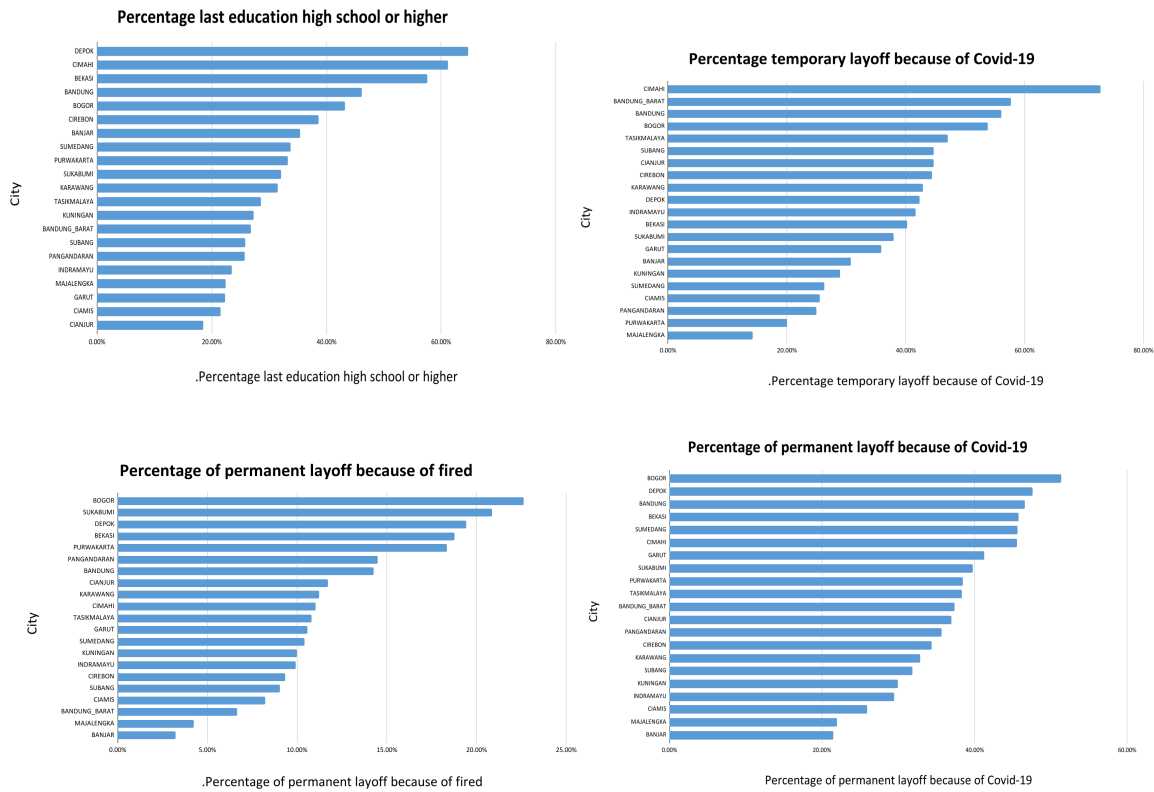 Percentage last education high school or higher
City
DEPOK
CIMAHI
BEKASI
BANDUNG
BOGOR
CIREBON
BANJAR
SUMEDANG
PURWAKARTA
SUKABUMI
KARAWANG
TASIKMALAYA
KUNINGAN
BANDUNG_BARAT
SUBANG
PANGANDARAN
INDRAMAYU
MAJALENGKA
GARUT
CIAMIS
CIANJUR
0.00% 20.00% 40.00% 60.00% 80.00%
.Percentage last education high school or higher
Percentage temporary layoff because of Covid-19
City
CIMAHI
BANDUNG_BARAT
BANDUNG
BOGOR
TASIKMALAYA
SUBANG
CIANJUR
CIREBON
KARAWANG
DEPOK
INDRAMAYU
BEKASI
SUKABUMI
GARUT
BANJAR
KUNINGAN
SUMEDANG
CIAMIS
PANGANDARAN
PURWAKARTA
MAJALENGKA
0.00% 20.00% 40.00% 60.00% 80.00%
.Percentage temporary layoff because of Covid-19
Percentage of permanent layoff because of fired
City
BOGOR
SUKABUMI
DEPOK
BEKASI
PURWAKARTA
PANGANDARAN
BANDUNG
CIANJUR
KARAWANG
CIMAHI
TASIKMALAYA
GARUT
SUMEDANG
KUNINGAN
INDRAMAYU
CIREBON
SUBANG
CIAMIS
BANDUNG_BARAT
MAJALENGKA
BANJAR
0.00% 5.00% 10.00% 15.00% 20.00% 25.00%
.Percentage of permanent layoff because of fired
Percentage of permanent layoff because of Covid-19
City
BOGOR
DEPOK
BANDUNG
BEKASI
SUMEDANG
CIMAHI
GARUT
SUKABUMI
PURWAKARTA
TASIKMALAYA
BANDUNG_BARAT
CIANJUR
PANGANDARAN
CIREBON
KARAWANG
SUBANG
KUNINGAN
INDRAMAYU
CIAMIS
MAJALENGKA
BANJAR
0.00% 20.00% 40.00% 60.00%
Percentage of permanent layoff because of Covid-19